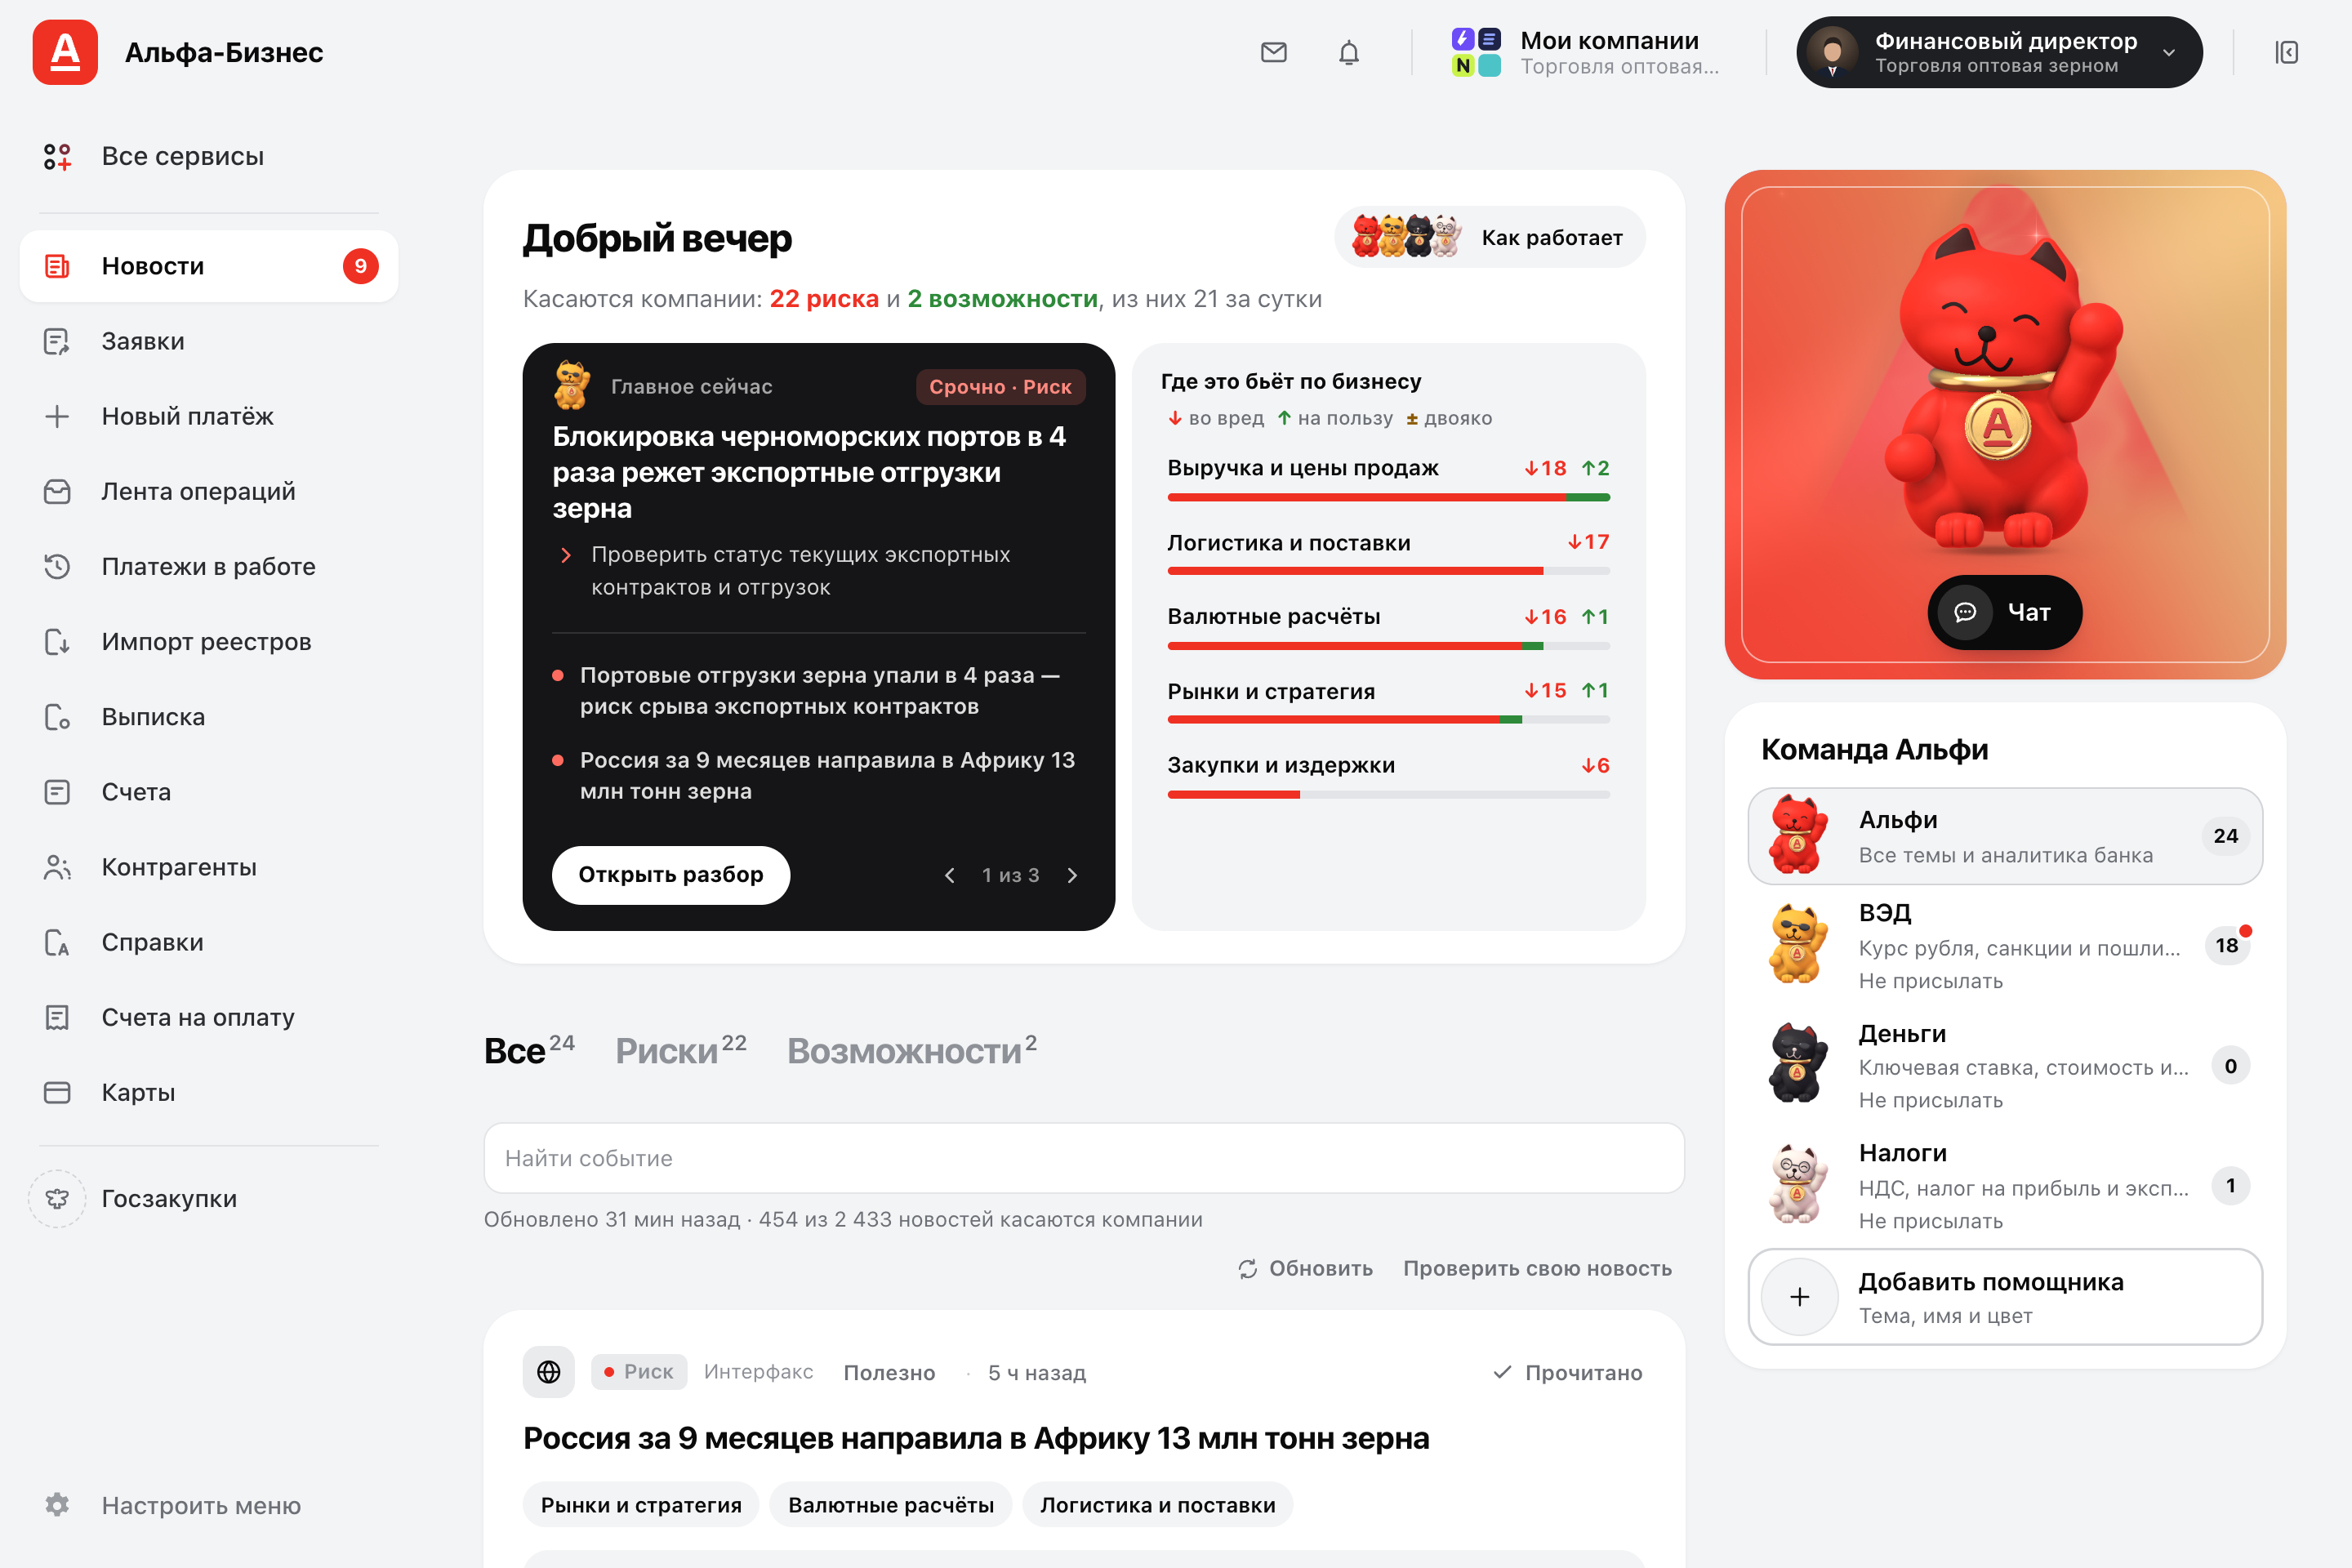 Альфа-Бизнес
Мои компании
Торговля оптовая...
Финансовый директор
Торговля оптовая зерном
Все сервисы
Новости 9
Заявки
Новый платёж
Лента операций
Платежи в работе
Импорт реестров
Выписка
Счета
Контрагенты
Справки
Счета на оплату
Карты
Госзакупки
Настроить меню
Добрый вечер
Как работает
Касаются компании: 22 риска и 2 возможности, из них 21 за сутки
Главное сейчас
Срочно · Риск
Блокировка черноморских портов в 4
раза режет экспортные отгрузки
зерна
Проверить статус текущих экспортных
контрактов и отгрузок
Портовые отгрузки зерна упали в 4 раза —
риск срыва экспортных контрактов
Россия за 9 месяцев направила в Африку 13
млн тонн зерна
Открыть разбор
1 из 3
Где это бьёт по бизнесу
↓ во вред ↑ на пользу ± двояко
Выручка и цены продаж ↓18 ↑2
Логистика и поставки ↓17
Валютные расчёты ↓16 ↑1
Рынки и стратегия ↓15 ↑1
Закупки и издержки ↓6
Все 24 Риски 22 Возможности 2
Найти событие
Обновлено 31 мин назад · 454 из 2 433 новостей касаются компании
Обновить Проверить свою новость
Риск Интерфакс Полезно · 5 ч назад
Прочитано
Россия за 9 месяцев направила в Африку 13 млн тонн зерна
Рынки и стратегия Валютные расчёты Логистика и поставки
Чат
Команда Альфи
Альфи
Все темы и аналитика банка
24
ВЭД
Курс рубля, санкции и пошли...
Не присылать
18
Деньги
Ключевая ставка, стоимость и...
Не присылать
0
Налоги
НДС, налог на прибыль и эксп...
Не присылать
1
Добавить помощника
Тема, имя и цвет